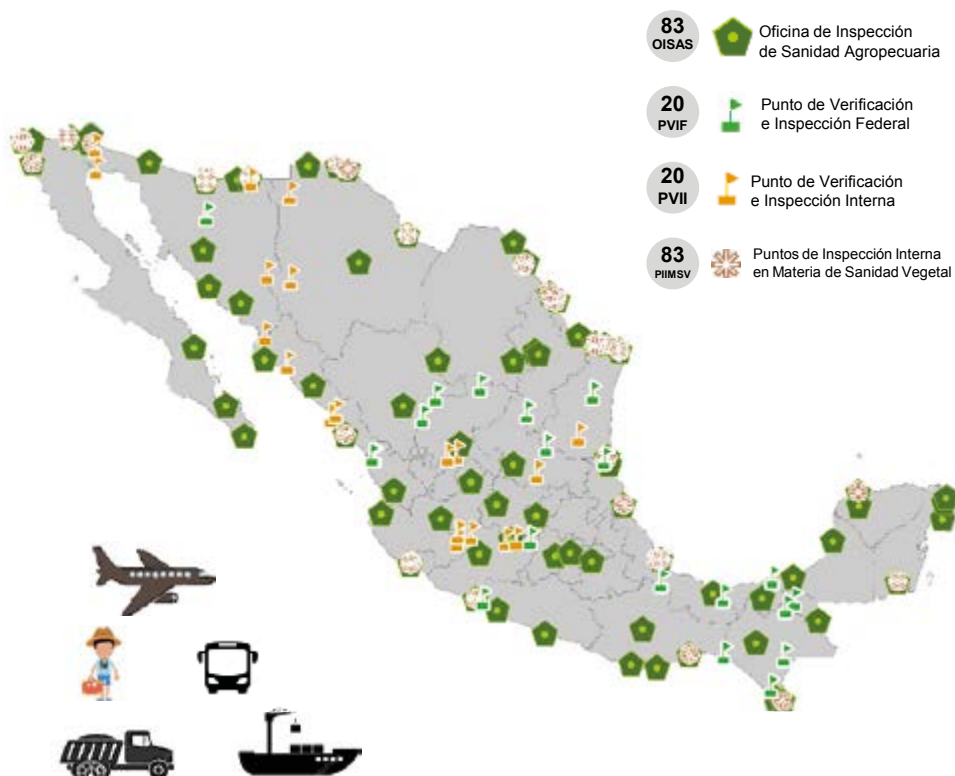 83
OISAS
Oficina de Inspección
de Sanidad Agropecuaria
20
PVIF
Punto de Verificación
e Inspección Federal
20
PVII
Punto de Verificación
e Inspección Interna
83
PIIMSV
Puntos de Inspección Interna
en Materia de Sanidad Vegetal